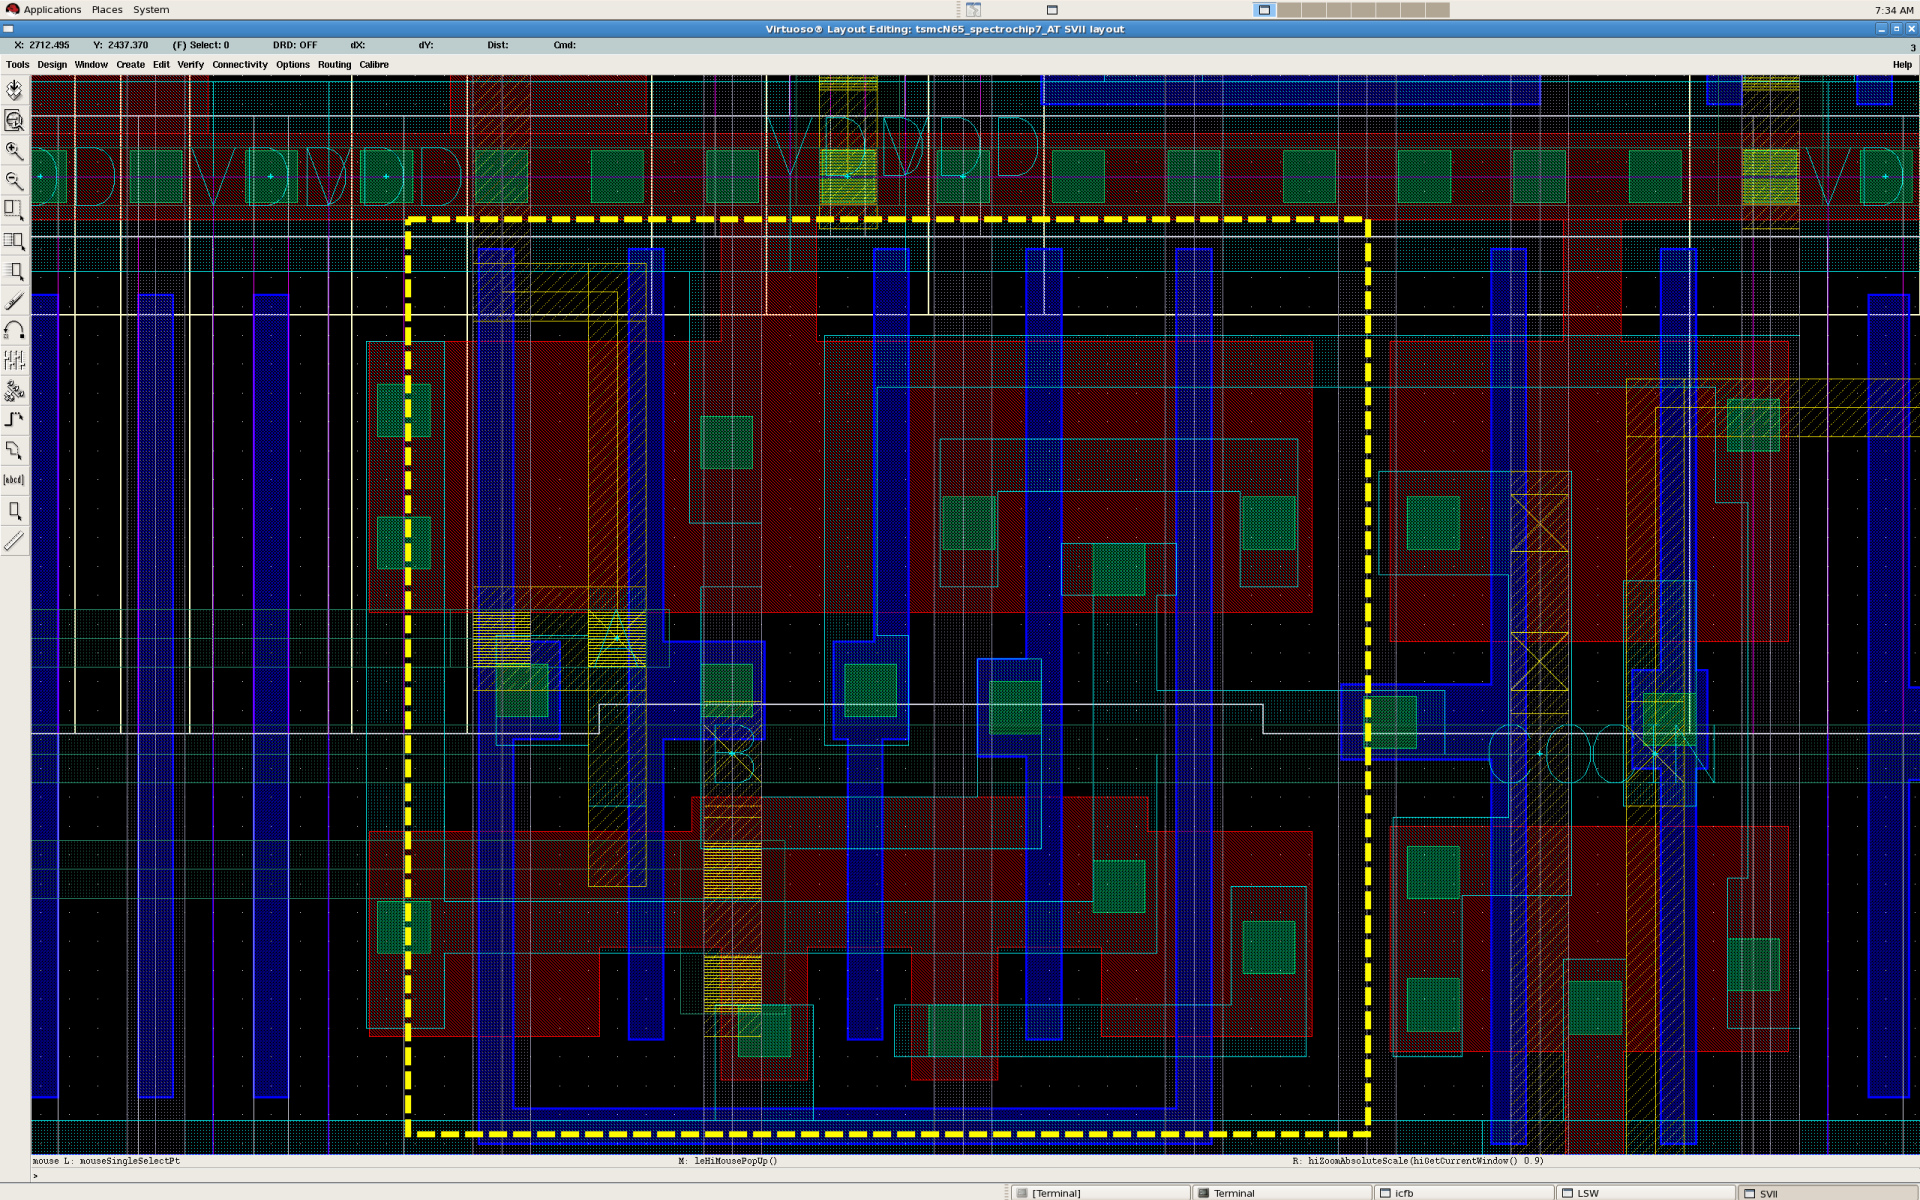 Applications Places System 7:34 AM
Virtuoso® Layout Editing: tsmcN65_spectrochip7_AT SVII layout
X: 2712.495 Y: 2437.370 (F) Select: 0 DRD: OFF dX: dY: Dist: Cmd:
3
Tools Design Window Create Edit Verify Connectivity Options Routing Calibre Help
[abcd]
mouse L: mouseSingleSelectPt M: leHiMousePopUp() R: hiZoomAbsoluteScale(hiGetCurrentWindow() 0.9)
>
[Terminal] Terminal icfb LSW SVII